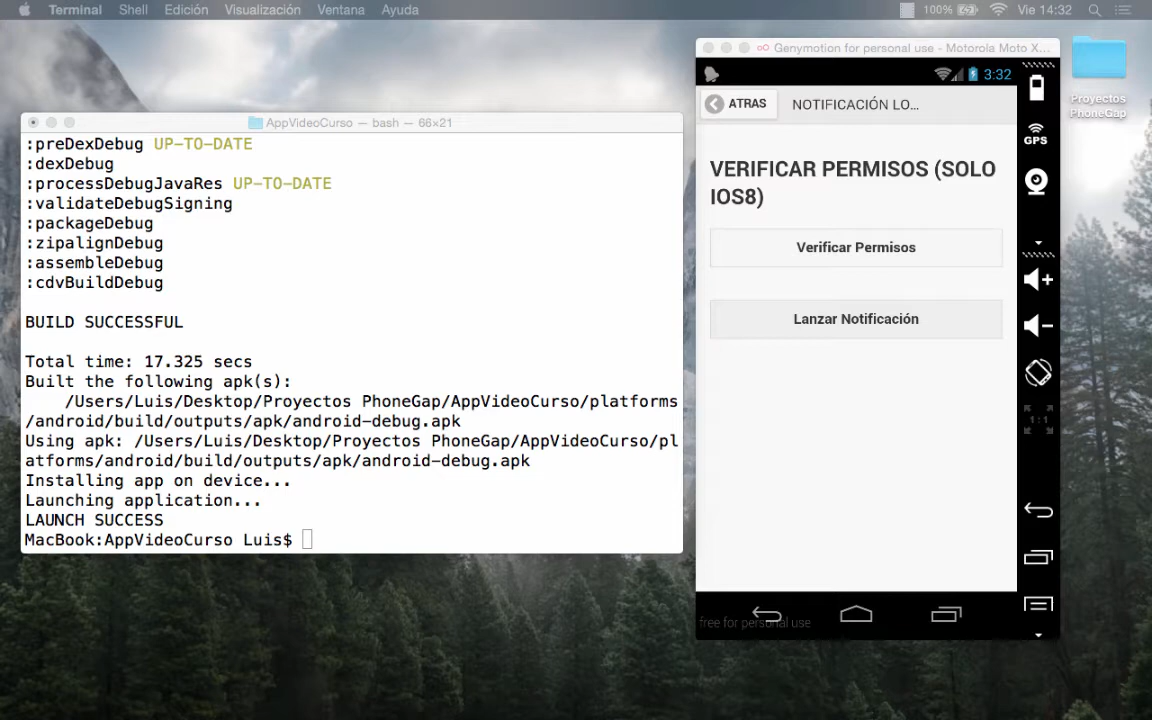 Terminal Shell Edición Visualización Ventana Ayuda 100% Vie 14:32
AppVideoCurso — bash — 66×21
:preDexDebug UP-TO-DATE
:dexDebug
:processDebugJavaRes UP-TO-DATE
:validateDebugSigning
:packageDebug
:zipalignDebug
:assembleDebug
:cdvBuildDebug
BUILD SUCCESSFUL
Total time: 17.325 secs
Built the following apk(s):
/Users/Luis/Desktop/Proyectos PhoneGap/AppVideoCurso/platforms
/android/build/outputs/apk/android-debug.apk
Using apk: /Users/Luis/Desktop/Proyectos PhoneGap/AppVideoCurso/pl
atforms/android/build/outputs/apk/android-debug.apk
Installing app on device...
Launching application...
LAUNCH SUCCESS
MacBook:AppVideoCurso Luis$
Genymotion for personal use - Motorola Moto X...
3:32
ATRAS NOTIFICACIÓN LO...
VERIFICAR PERMISOS (SOLO
IOS8)
Verificar Permisos
Lanzar Notificación
free for personal use
GPS
1:1
Proyectos
PhoneGap